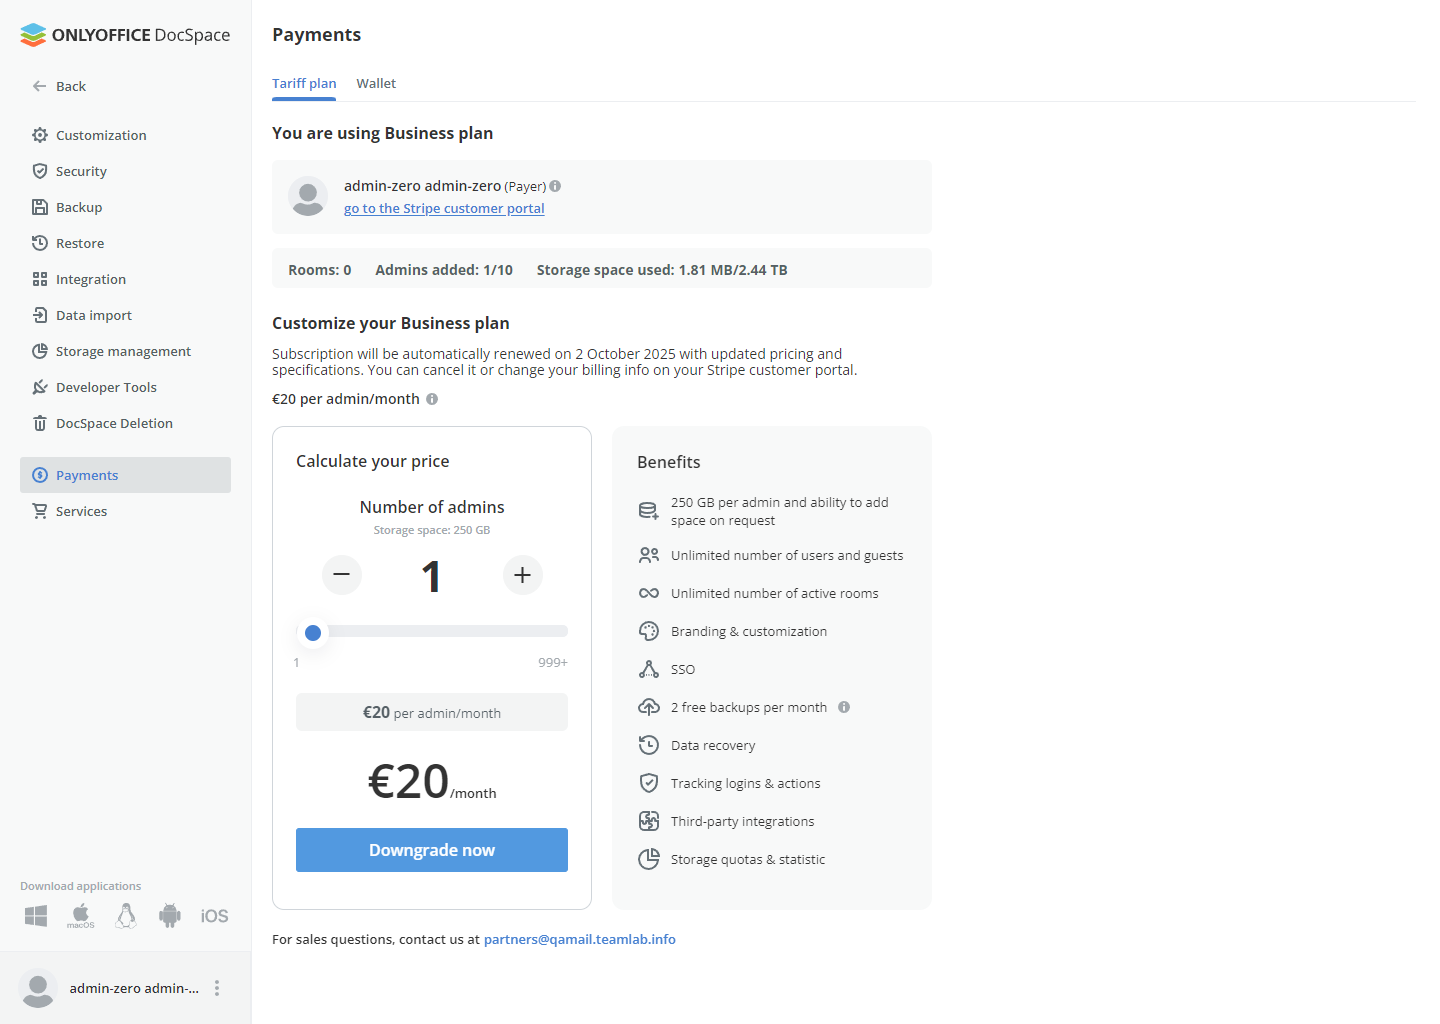 ONLYOFFICE DocSpace
Back
Customization
Security
Backup
Restore
Integration
Data import
Storage management
Developer Tools
DocSpace Deletion
Payments
Services
Download applications
macOS
iOS
admin-zero admin-...
Payments
Tariff plan Wallet
You are using Business plan
admin-zero admin-zero (Payer)
go to the Stripe customer portal
Rooms: 0 Admins added: 1/10 Storage space used: 1.81 MB/2.44 TB
Customize your Business plan
Subscription will be automatically renewed on 2 October 2025 with updated pricing and
specifications. You can cancel it or change your billing info on your Stripe customer portal.
€20 per admin/month
Calculate your price
Number of admins
Storage space: 250 GB
1
1 999+
€20 per admin/month
€20/month
Downgrade now
Benefits
250 GB per admin and ability to add
space on request
Unlimited number of users and guests
Unlimited number of active rooms
Branding & customization
SSO
2 free backups per month
Data recovery
Tracking logins & actions
Third-party integrations
Storage quotas & statistic
For sales questions, contact us at partners@qamail.teamlab.info